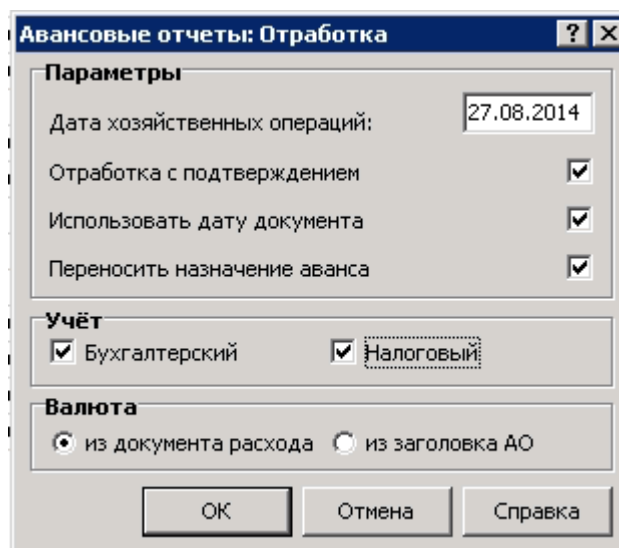 Авансовые отчеты: Отработка
Параметры
Дата хозяйственных операций: 27.08.2014
Отработка с подтверждением
Использовать дату документа
Переносить назначение аванса
Учёт
Бухгалтерский Налоговый
Валюта
из документа расхода из заголовка АО
ОК Отмена Справка